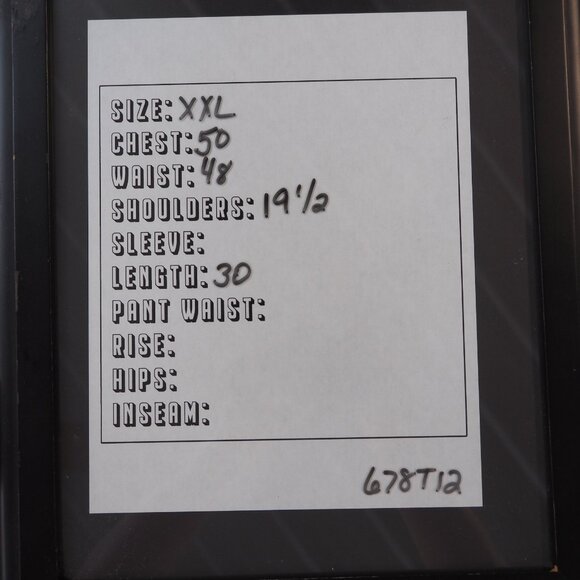 SIZE: XXL
CHEST: 50
WAIST: 48
SHOULDERS: 19 1/2
SLEEVE:
LENGTH: 30
PANT WAIST:
RISE:
HIPS:
INSEAM:
678T12